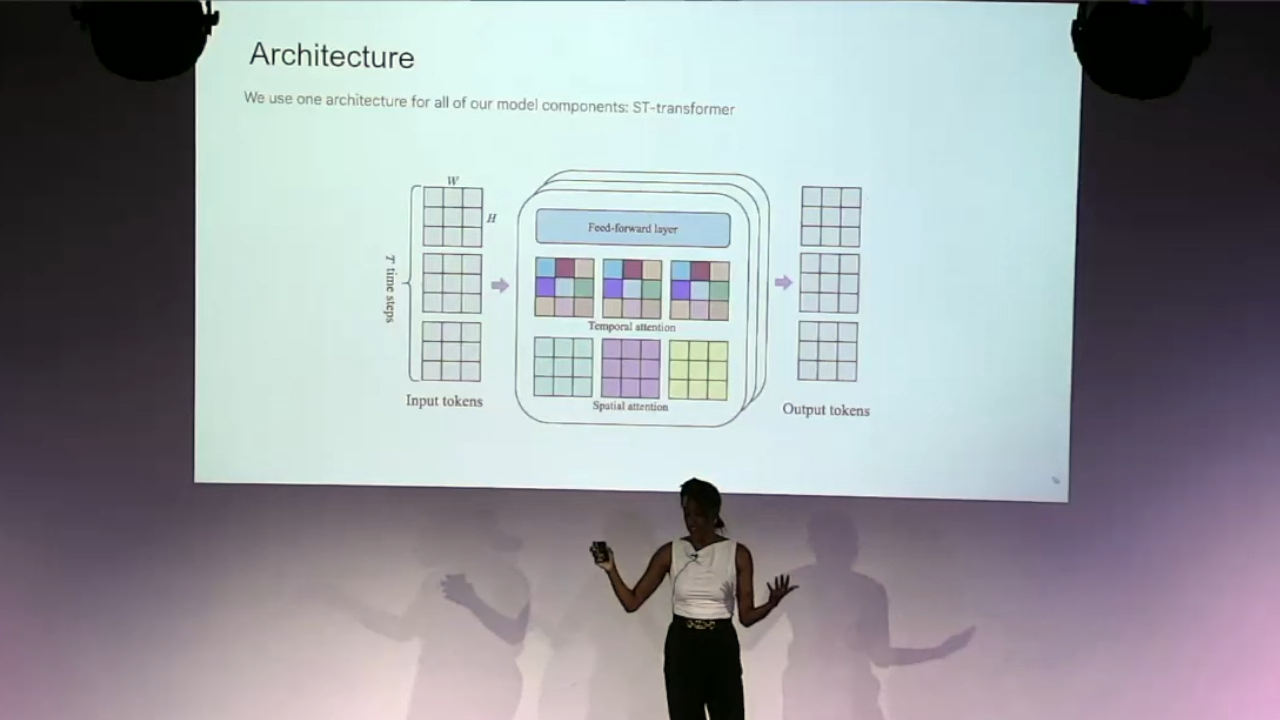 Architecture
We use one architecture for all of our model components: ST-transformer
W
H
T time steps
Input tokens
Feed-forward layer
Temporal attention
Spatial attention
Output tokens